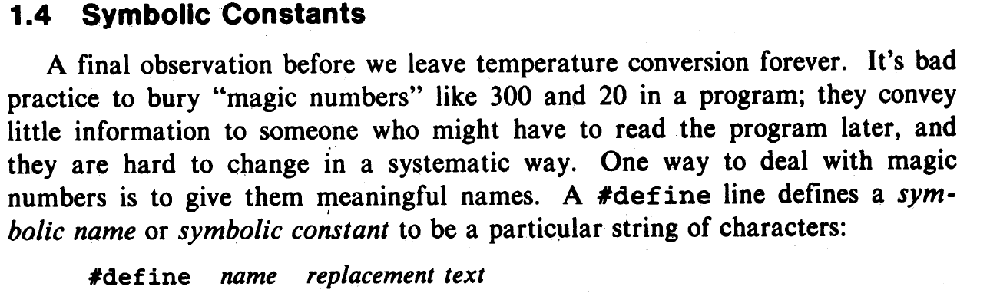 1.4 Symbolic Constants
A final observation before we leave temperature conversion forever. It's bad
practice to bury “magic numbers” like 300 and 20 in a program; they convey
little information to someone who might have to read the program later, and
they are hard to change in a systematic way. One way to deal with magic
numbers is to give them meaningful names. A #define line defines a sym-
bolic name or symbolic constant to be a particular string of characters:
#define name replacement text